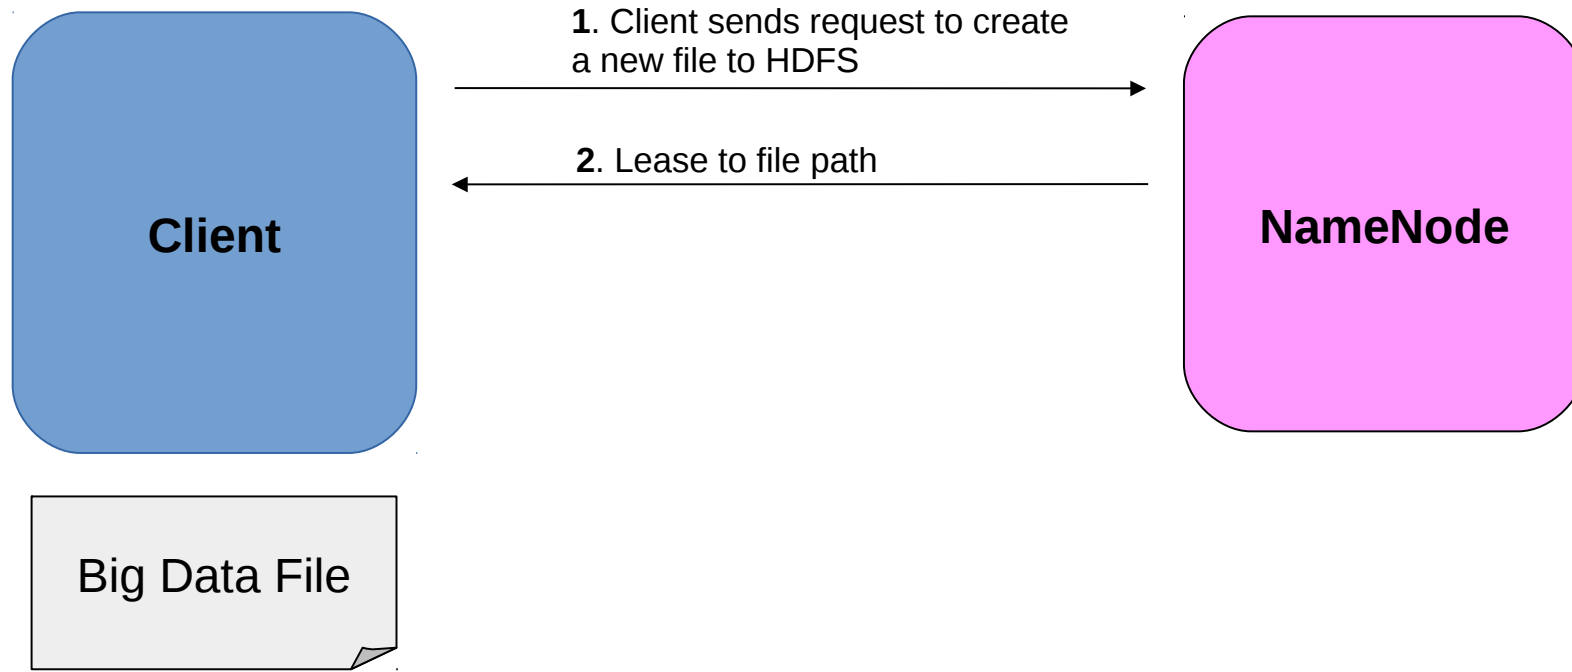 1. Client sends request to create
a new file to HDFS
2. Lease to file path
Client
NameNode
Big Data File